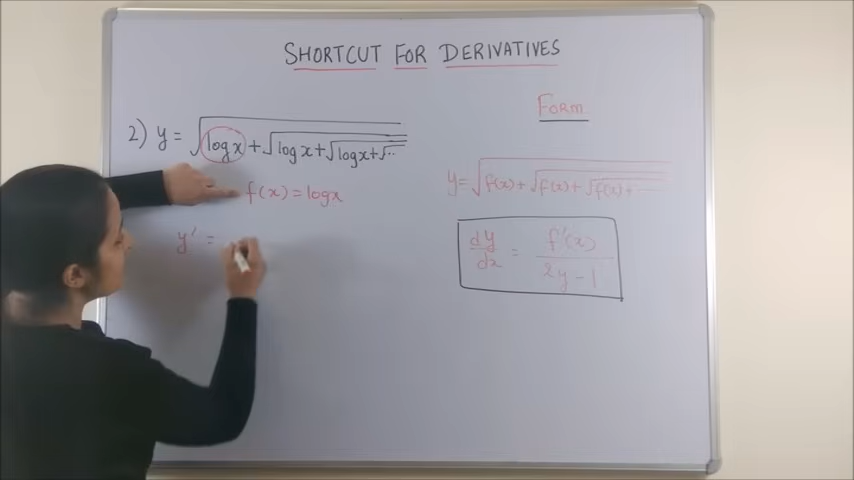 SHORTCUT FOR DERIVATIVES
2) y = √(log x + √(log x + √(log x + √...
f(x) = log x
y' =
FORM
y = √(f(x) + √(f(x) + √(f(x) + ...
dy/dx = f'(x)/(2y - 1)